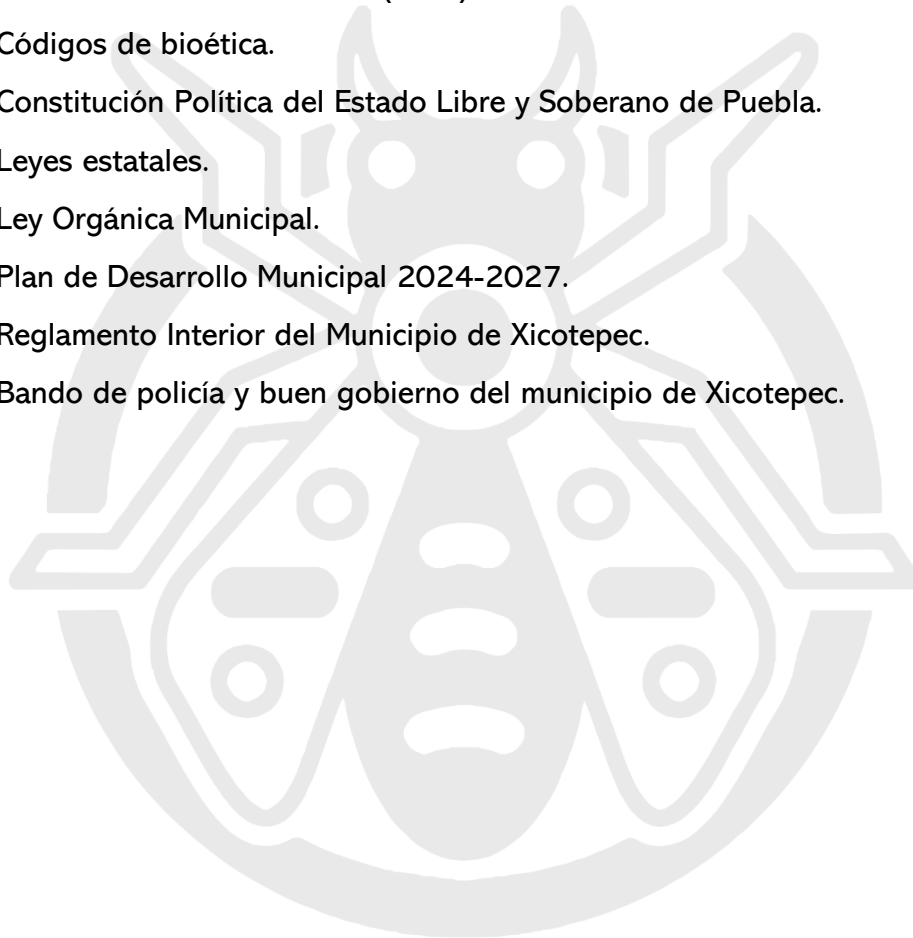 Códigos de bioética.
Constitución Política del Estado Libre y Soberano de Puebla.
Leyes estatales.
Ley Orgánica Municipal.
Plan de Desarrollo Municipal 2024-2027.
Reglamento Interior del Municipio de Xicotepec.
Bando de policía y buen gobierno del municipio de Xicotepec.